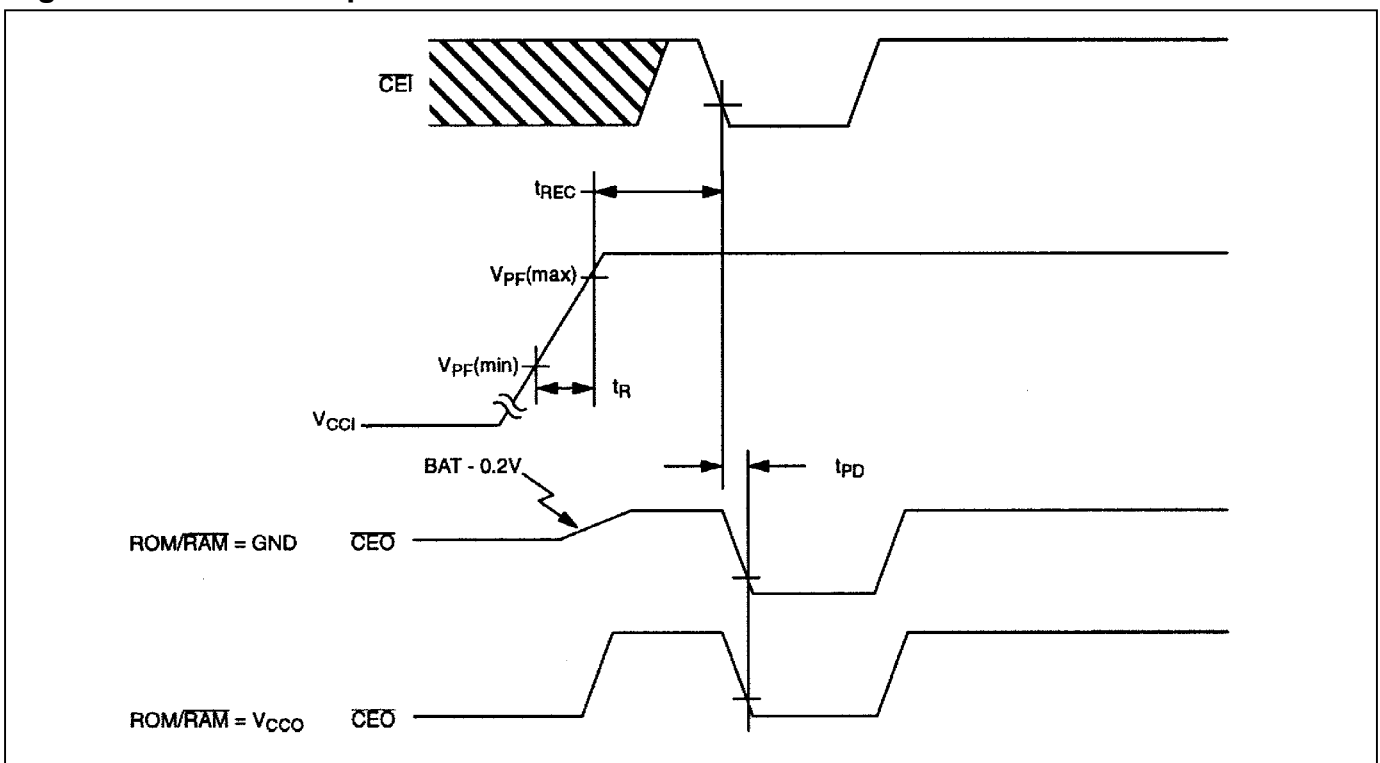 CEI
tREC
VPF(max)
VPF(min)
tR
VCCI
BAT - 0.2V
tPD
ROM/RAM = GND CEO
ROM/RAM = VCCO CEO